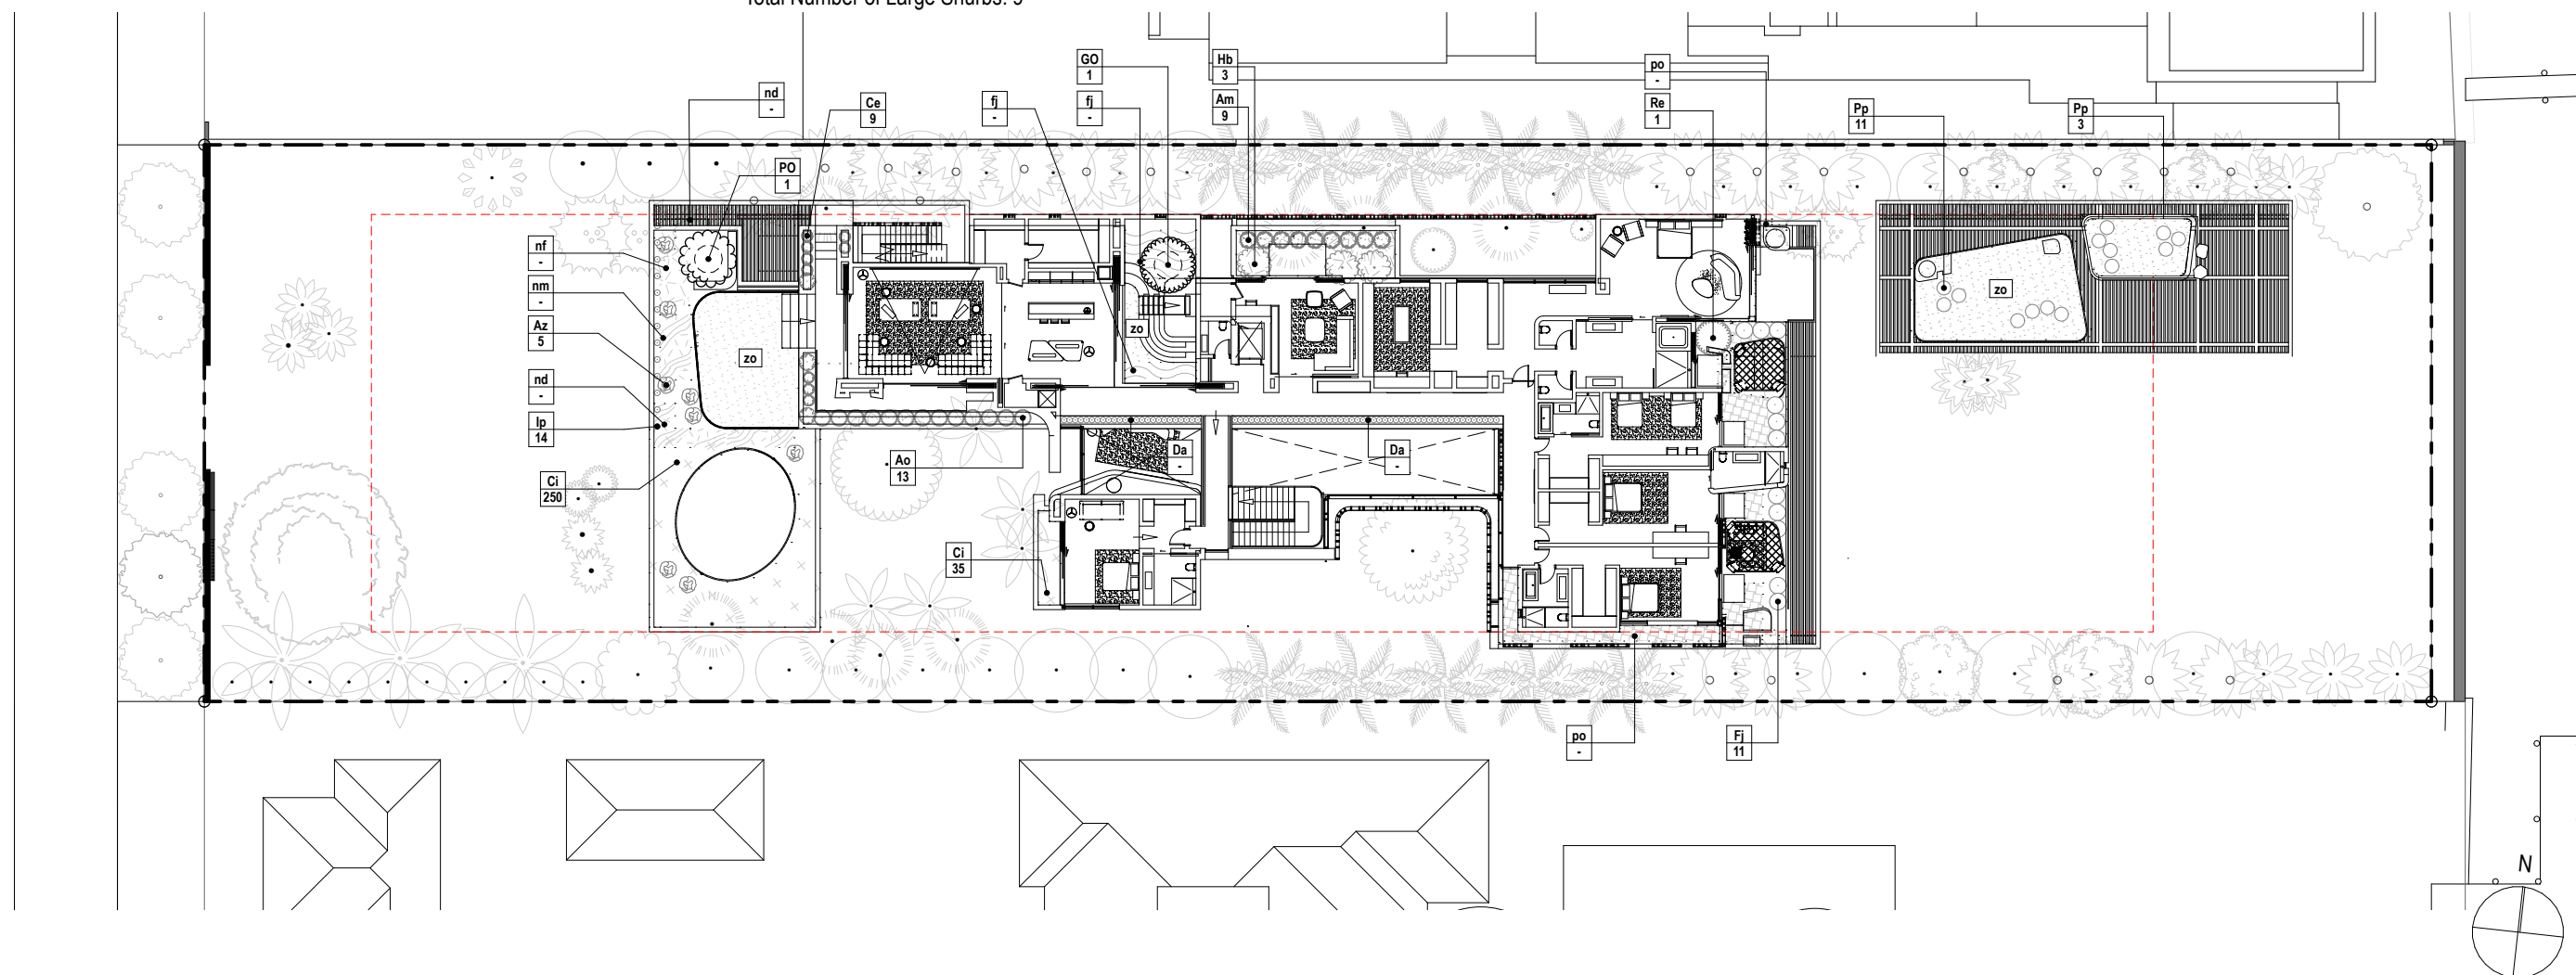 Total Number of Large Shurbs: 9
GO
1
Hb
3
po
-
nd
-
Ce
9
fj
-
fj
-
Am
9
Re
1
Pp
11
Pp
3
PO
1
nf
-
nm
-
Az
5
nd
-
Ip
14
Ci
250
zo
zo
zo
Ao
13
Da
-
Da
-
Ci
35
po
-
Fj
11
N